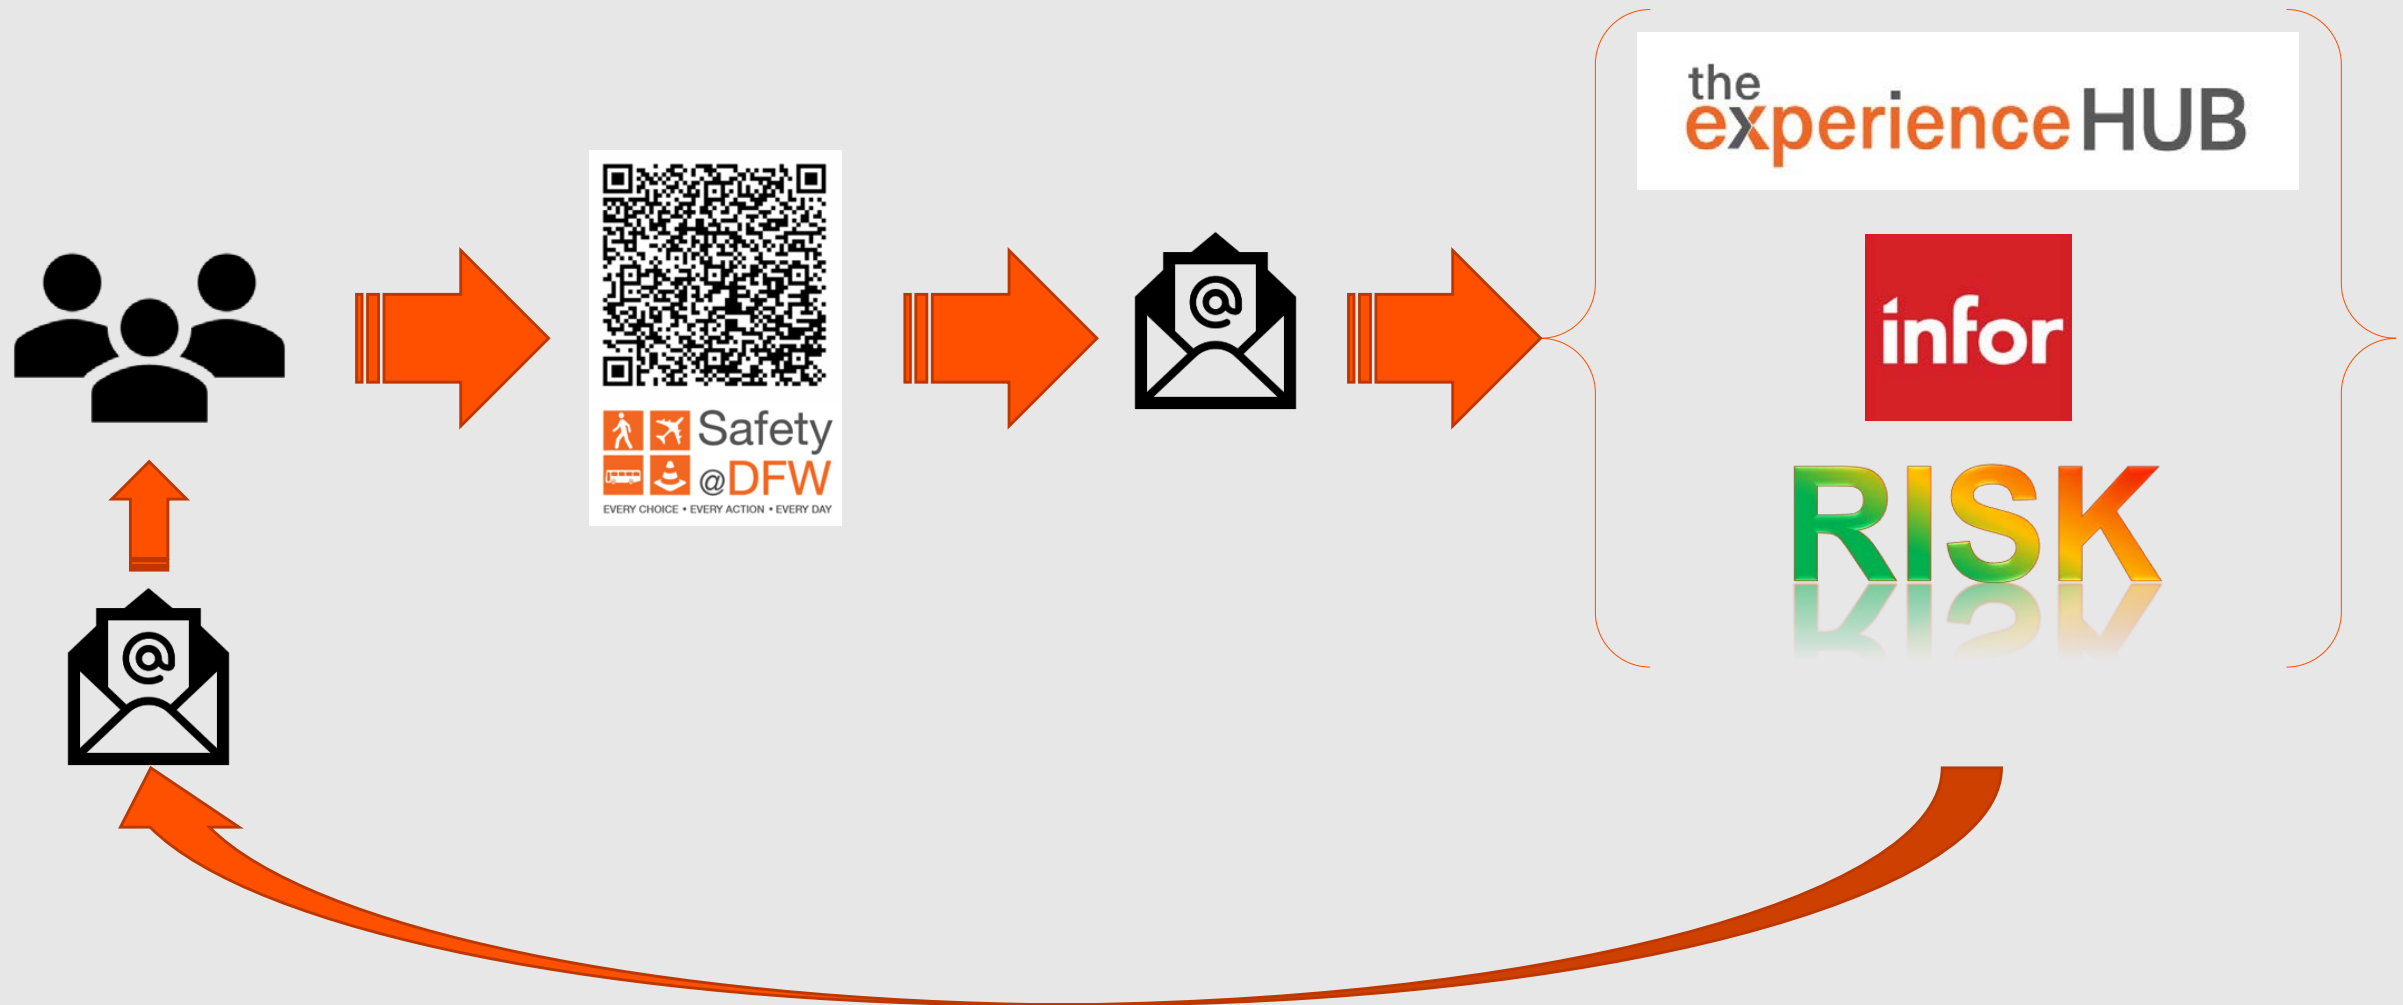 the
experience HUB
infor
RISK
Safety
@DFW
EVERY CHOICE • EVERY ACTION • EVERY DAY
@
@